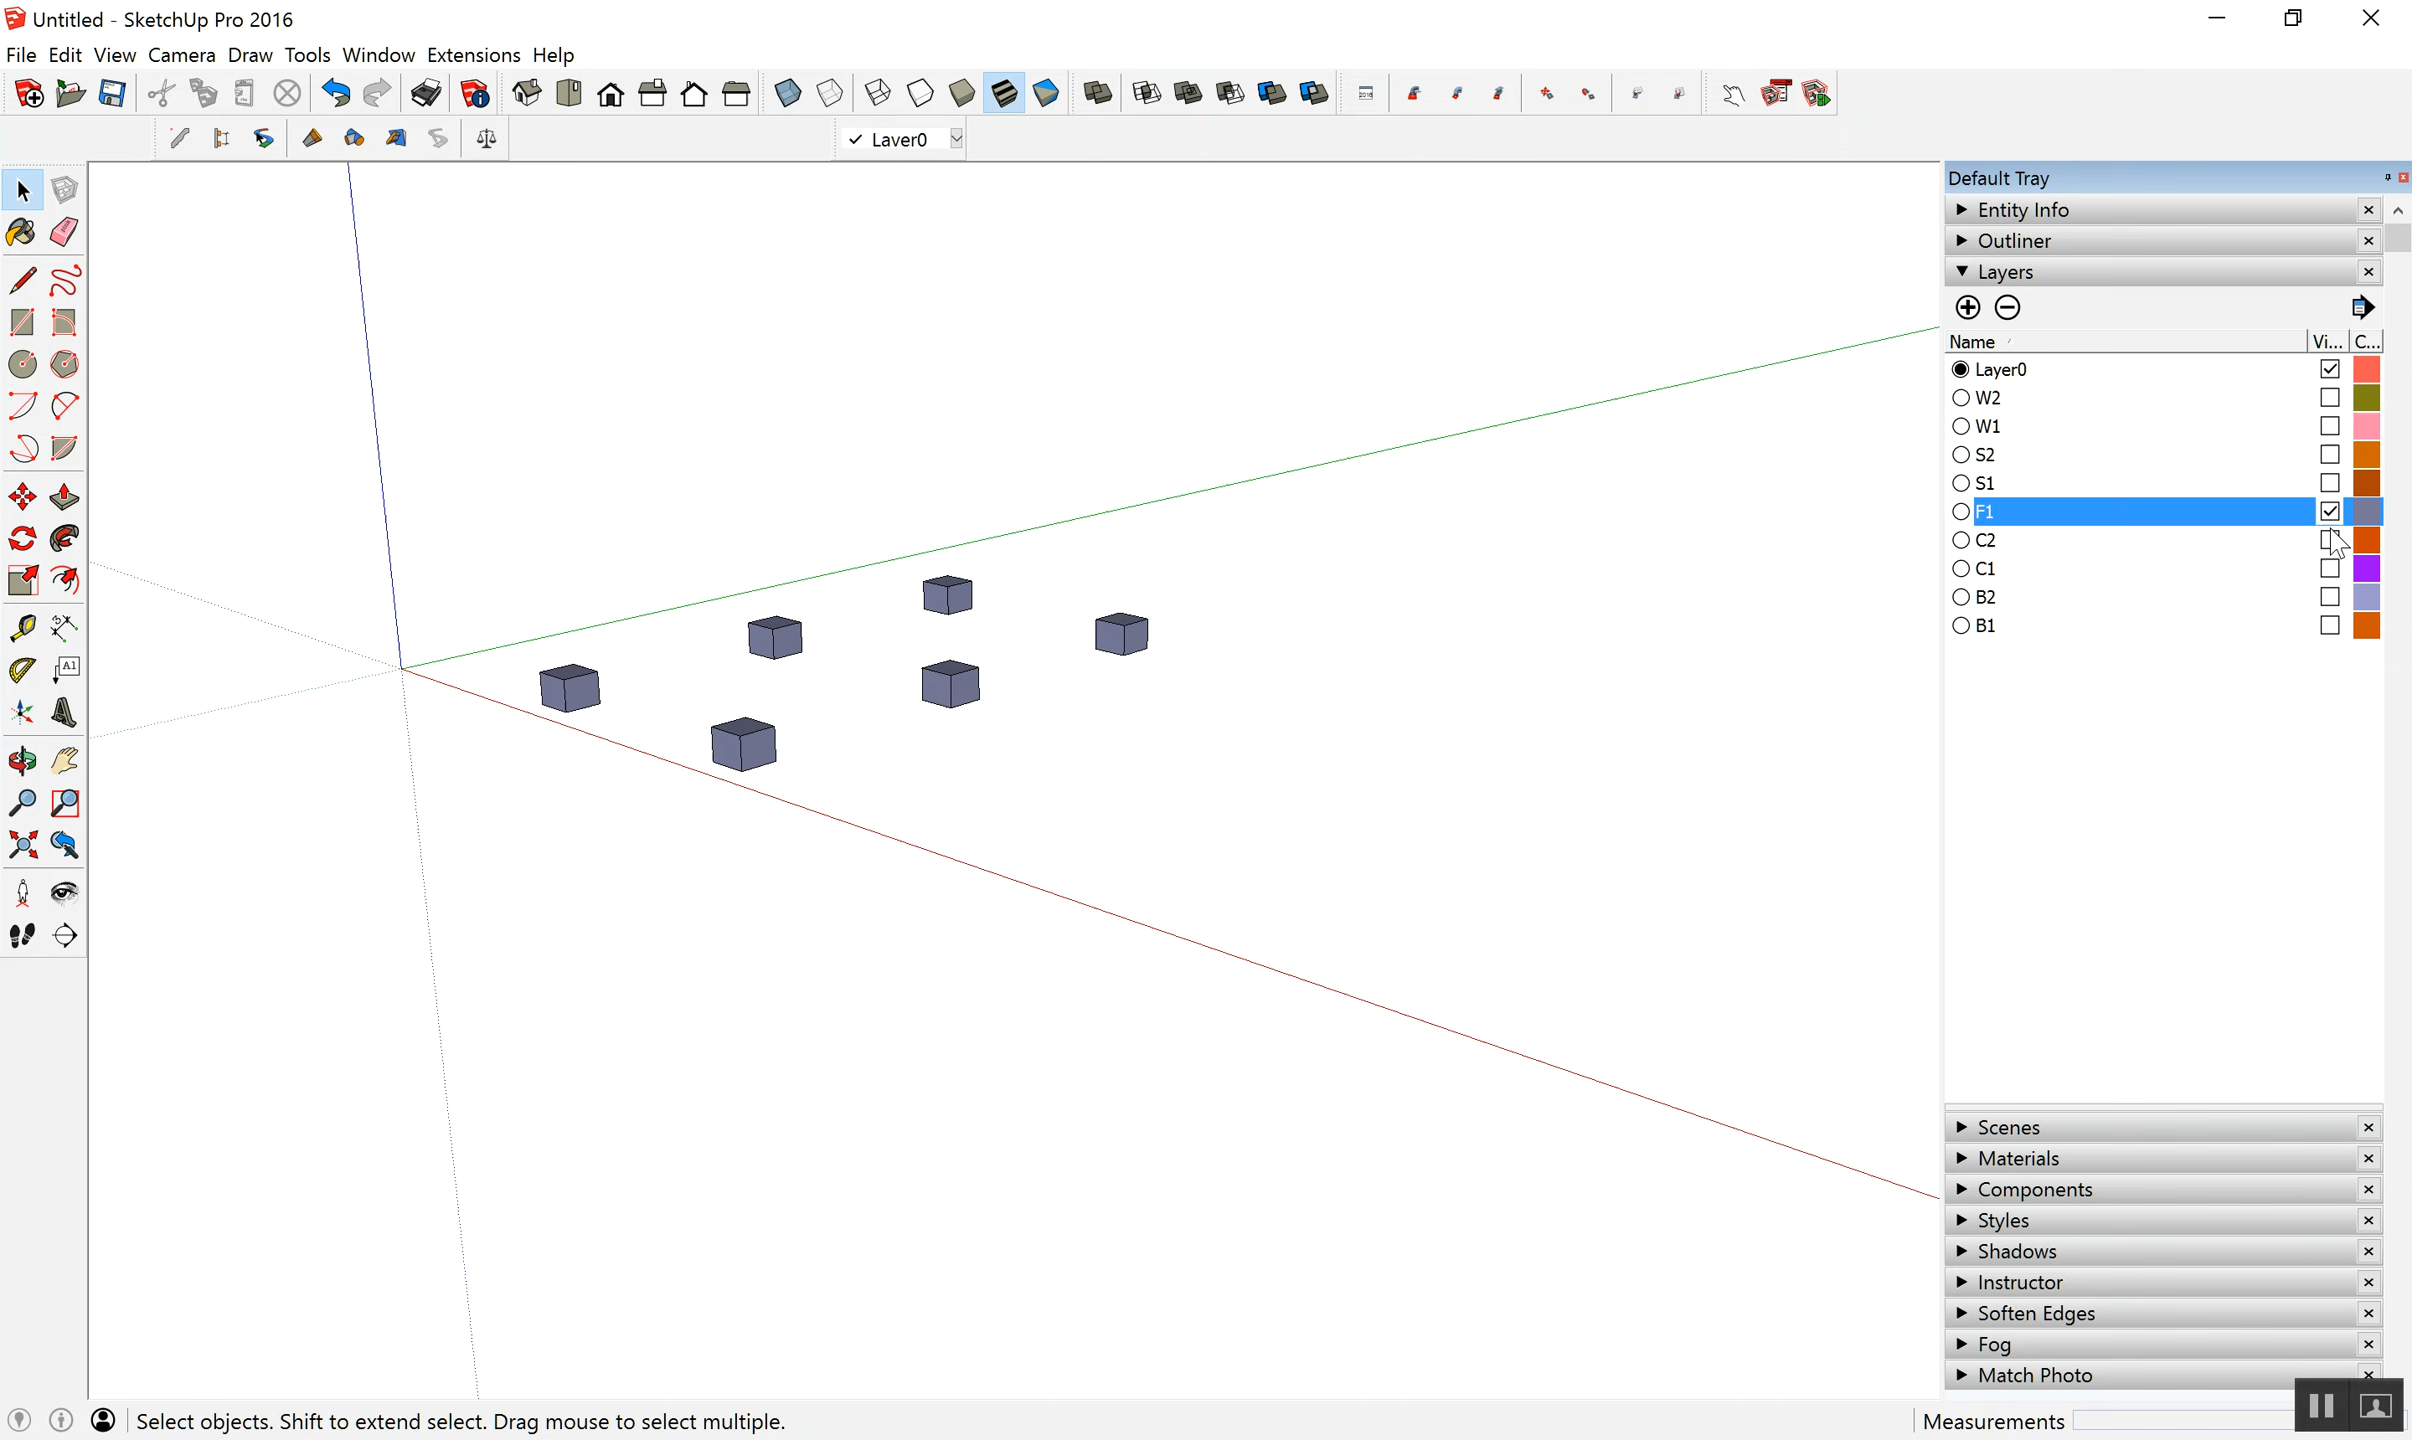 Untitled - SketchUp Pro 2016
File Edit View Camera Draw Tools Window Extensions Help
Layer0
Default Tray
Entity Info
Outliner
Layers
Name Vi... C...
Layer0
W2
W1
S2
S1
F1
C2
C1
B2
B1
Scenes
Materials
Components
Styles
Shadows
Instructor
Soften Edges
Fog
Match Photo
A1
Select objects. Shift to extend select. Drag mouse to select multiple.
Measurements